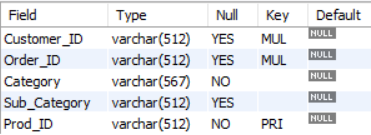 Field Type Null Key Default
Customer_ID varchar(512) YES MUL NULL
Order_ID varchar(512) YES MUL NULL
Category varchar(567) NO NULL
Sub_Category varchar(512) YES NULL
Prod_ID varchar(512) NO PRI NULL